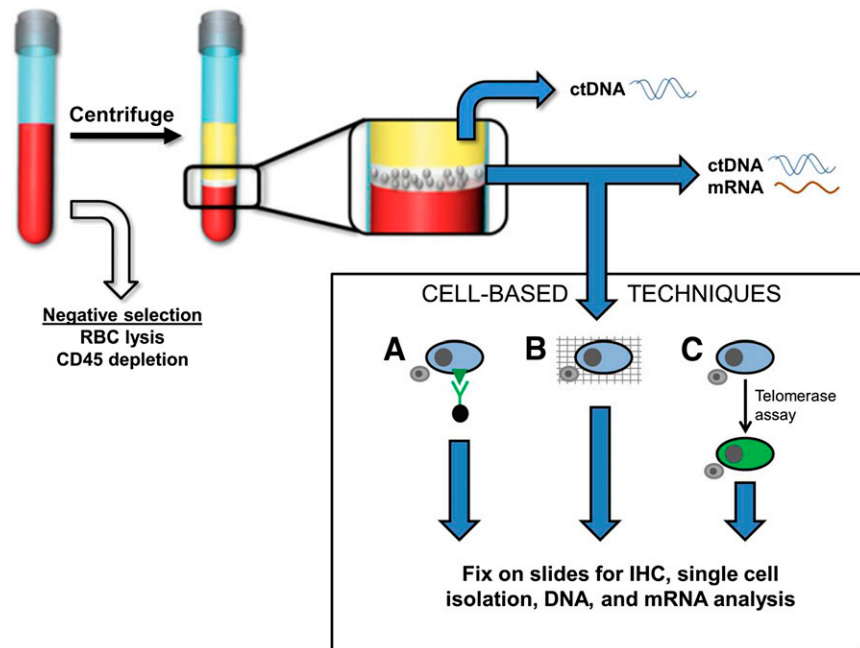 Centrifuge
ctDNA
ctDNA
mRNA
Negative selection
RBC lysis
CD45 depletion
CELL-BASED TECHNIQUES
A B C
Telomerase
assay
Fix on slides for IHC, single cell
isolation, DNA, and mRNA analysis